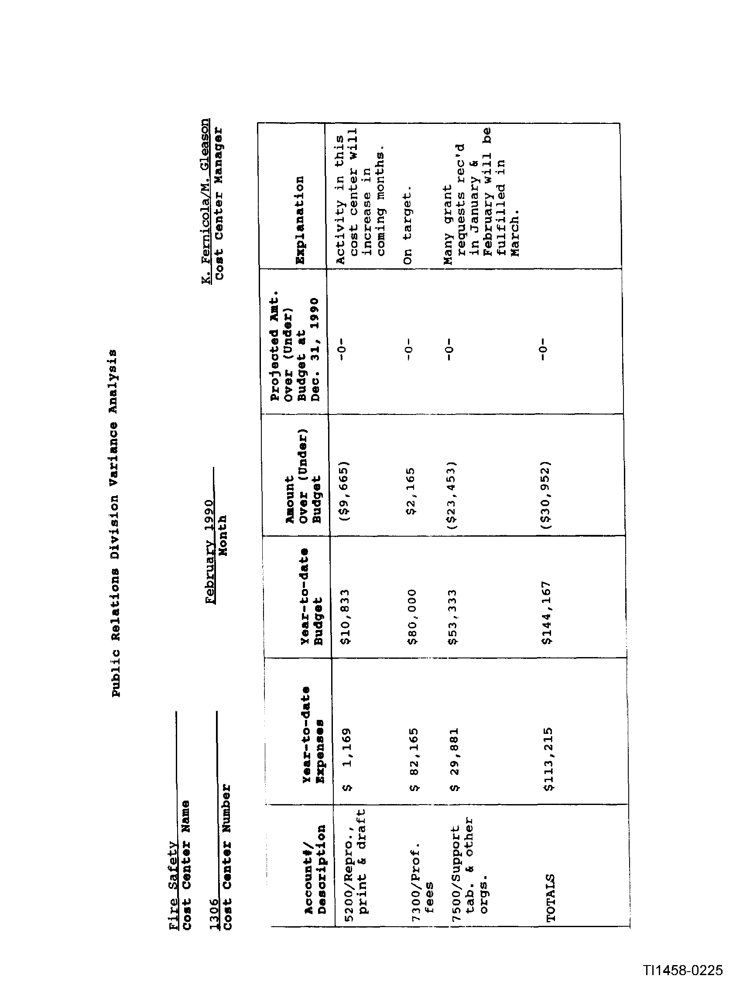 Public Relations Division Variance Analysis
Fire Safety
Cost Center Name
1306
Cost Center Number
February 1990
Month
K. Fernicola/M. Gleason
Cost Center Manager
Account#/
Description
Year-to-date
Expenses
Year-to-date
Budget
Amount
Over (Under)
Budget
Projected Amt.
Over (Under)
Budget at
Dec. 31, 1990
Explanation
5200/Repro.,
print & draft
$ 1,169
$10,833
($9,665)
-0-
Activity in this
cost center will
increase in
coming months.
7300/Prof.
fees
$ 82,165
$80,000
$2,165
-0-
On target.
7500/Support
tab. & other
orgs.
$ 29,881
$53,333
($23,453)
-0-
Many grant
requests rec'd
in January &
February will be
fulfilled in
March.
TOTALS
$113,215
$144,167
($30,952)
-0-
TI1458-0225